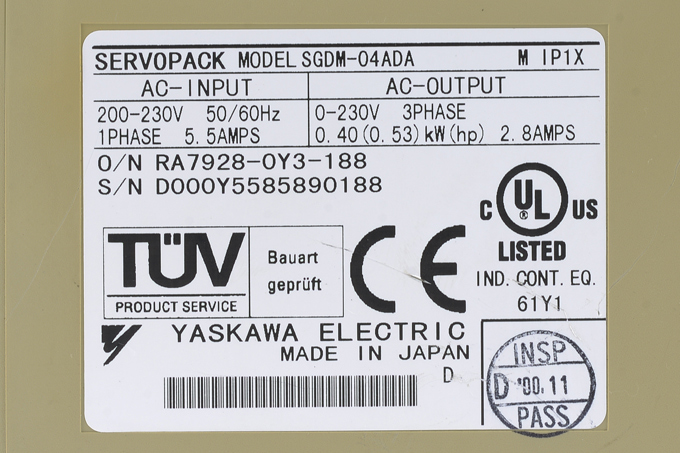 SERVOPACK MODEL SGDM-04ADA M IP1X
AC-INPUT AC-OUTPUT
200-230V 50/60Hz 0-230V 3PHASE
1PHASE 5.5AMPS 0.40(0.53)kW(hp) 2.8AMPS
O/N RA7928-0Y3-188
S/N D000Y5585890188
C UL US
LISTED
IND. CONT. EQ.
61Y1
TÜV
PRODUCT SERVICE
Bauart
geprüft
CE
YASKAWA ELECTRIC
MADE IN JAPAN
D
INSP
D '00.11
PASS